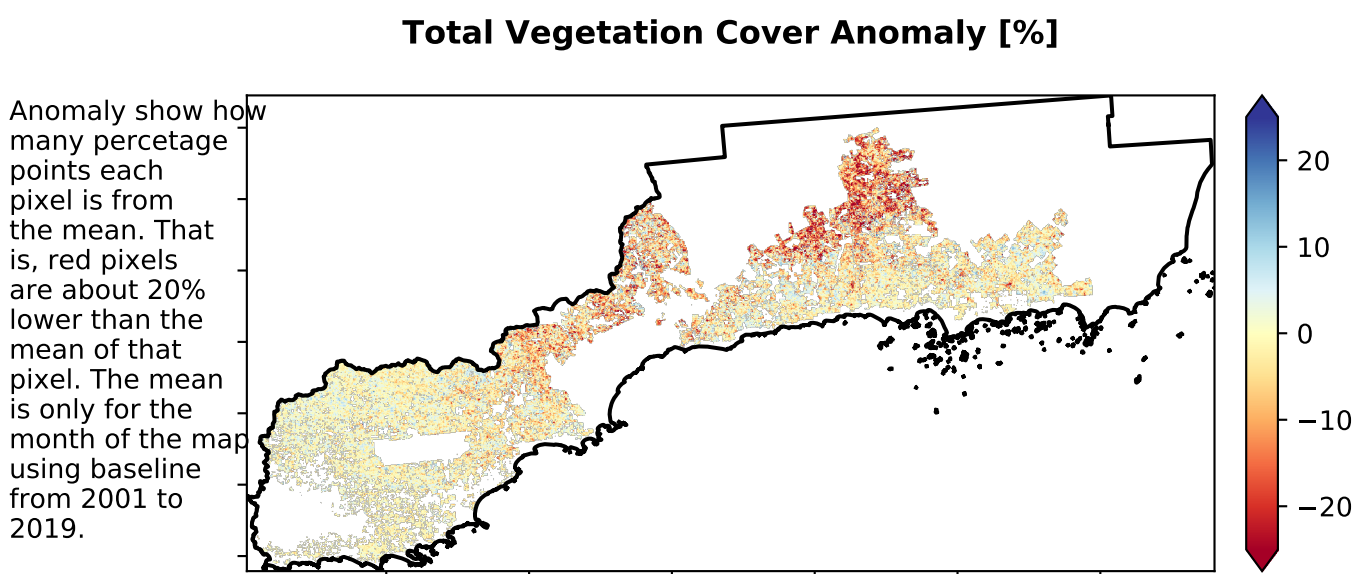 Total Vegetation Cover Anomaly [%]
Anomaly show how
many percetage
points each
pixel is from
the mean. That
is, red pixels
are about 20%
lower than the
mean of that
pixel. The mean
is only for the
month of the map
using baseline
from 2001 to
2019.
20
10
0
−10
−20